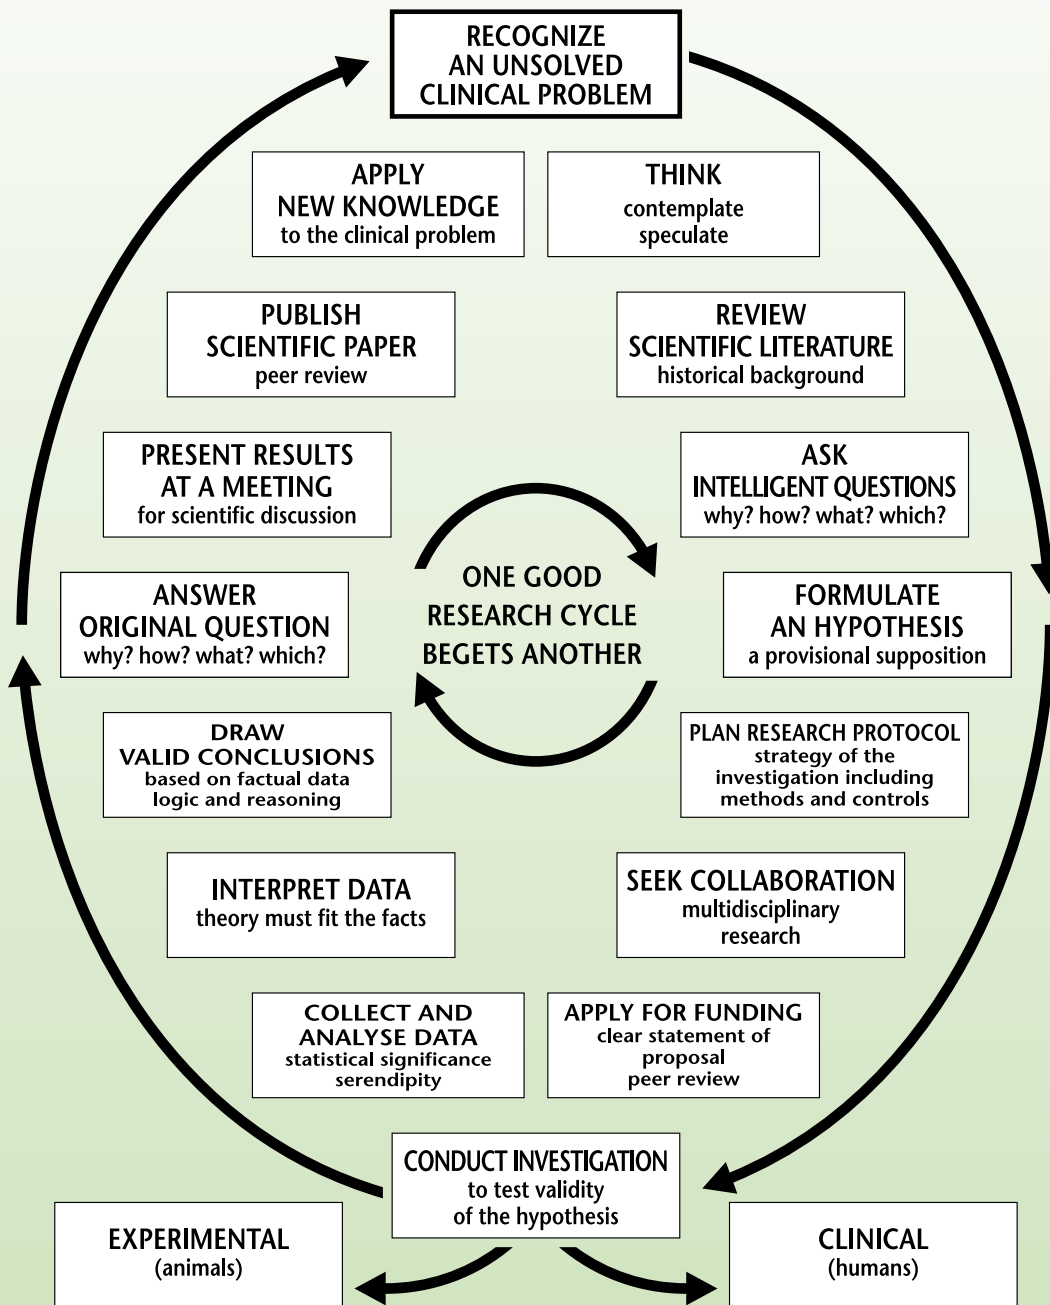 RECOGNIZE
AN UNSOLVED
CLINICAL PROBLEM
THINK
contemplate
speculate
REVIEW
SCIENTIFIC LITERATURE
historical background
ASK
INTELLIGENT QUESTIONS
why? how? what? which?
FORMULATE
AN HYPOTHESIS
a provisional supposition
PLAN RESEARCH PROTOCOL
strategy of the
investigation including
methods and controls
SEEK COLLABORATION
multidisciplinary
research
APPLY FOR FUNDING
clear statement of
proposal
peer review
CONDUCT INVESTIGATION
to test validity
of the hypothesis
EXPERIMENTAL
(animals)
CLINICAL
(humans)
COLLECT AND
ANALYSE DATA
statistical significance
serendipity
INTERPRET DATA
theory must fit the facts
DRAW
VALID CONCLUSIONS
based on factual data
logic and reasoning
ANSWER
ORIGINAL QUESTION
why? how? what? which?
PRESENT RESULTS
AT A MEETING
for scientific discussion
PUBLISH
SCIENTIFIC PAPER
peer review
APPLY
NEW KNOWLEDGE
to the clinical problem
ONE GOOD
RESEARCH CYCLE
BEGETS ANOTHER